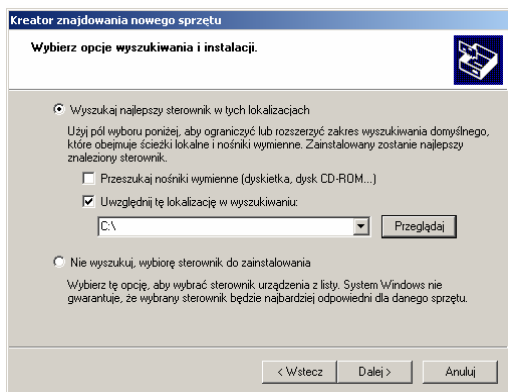 Kreator znajdowania nowego sprzętu
Wybierz opcje wyszukiwania i instalacji.
Wyszukaj najlepszy sterownik w tych lokalizacjach
Użyj pól wyboru poniżej, aby ograniczyć lub rozszerzyć zakres wyszukiwania domyślnego,
które obejmuje ścieżki lokalne i nośniki wymienne. Zainstalowany zostanie najlepszy
znaleziony sterownik.
Przeszukaj nośniki wymienne (dyskietka, dysk CD-ROM...)
Uwzględnij tę lokalizację w wyszukiwaniu:
C:\
Przeglądaj
Nie wyszukuj, wybiorę sterownik do zainstalowania
Wybierz tę opcję, aby wybrać sterownik urządzenia z listy. System Windows nie
gwarantuje, że wybrany sterownik będzie najbardziej odpowiedni dla danego sprzętu.
< Wstecz
Dalej >
Anuluj